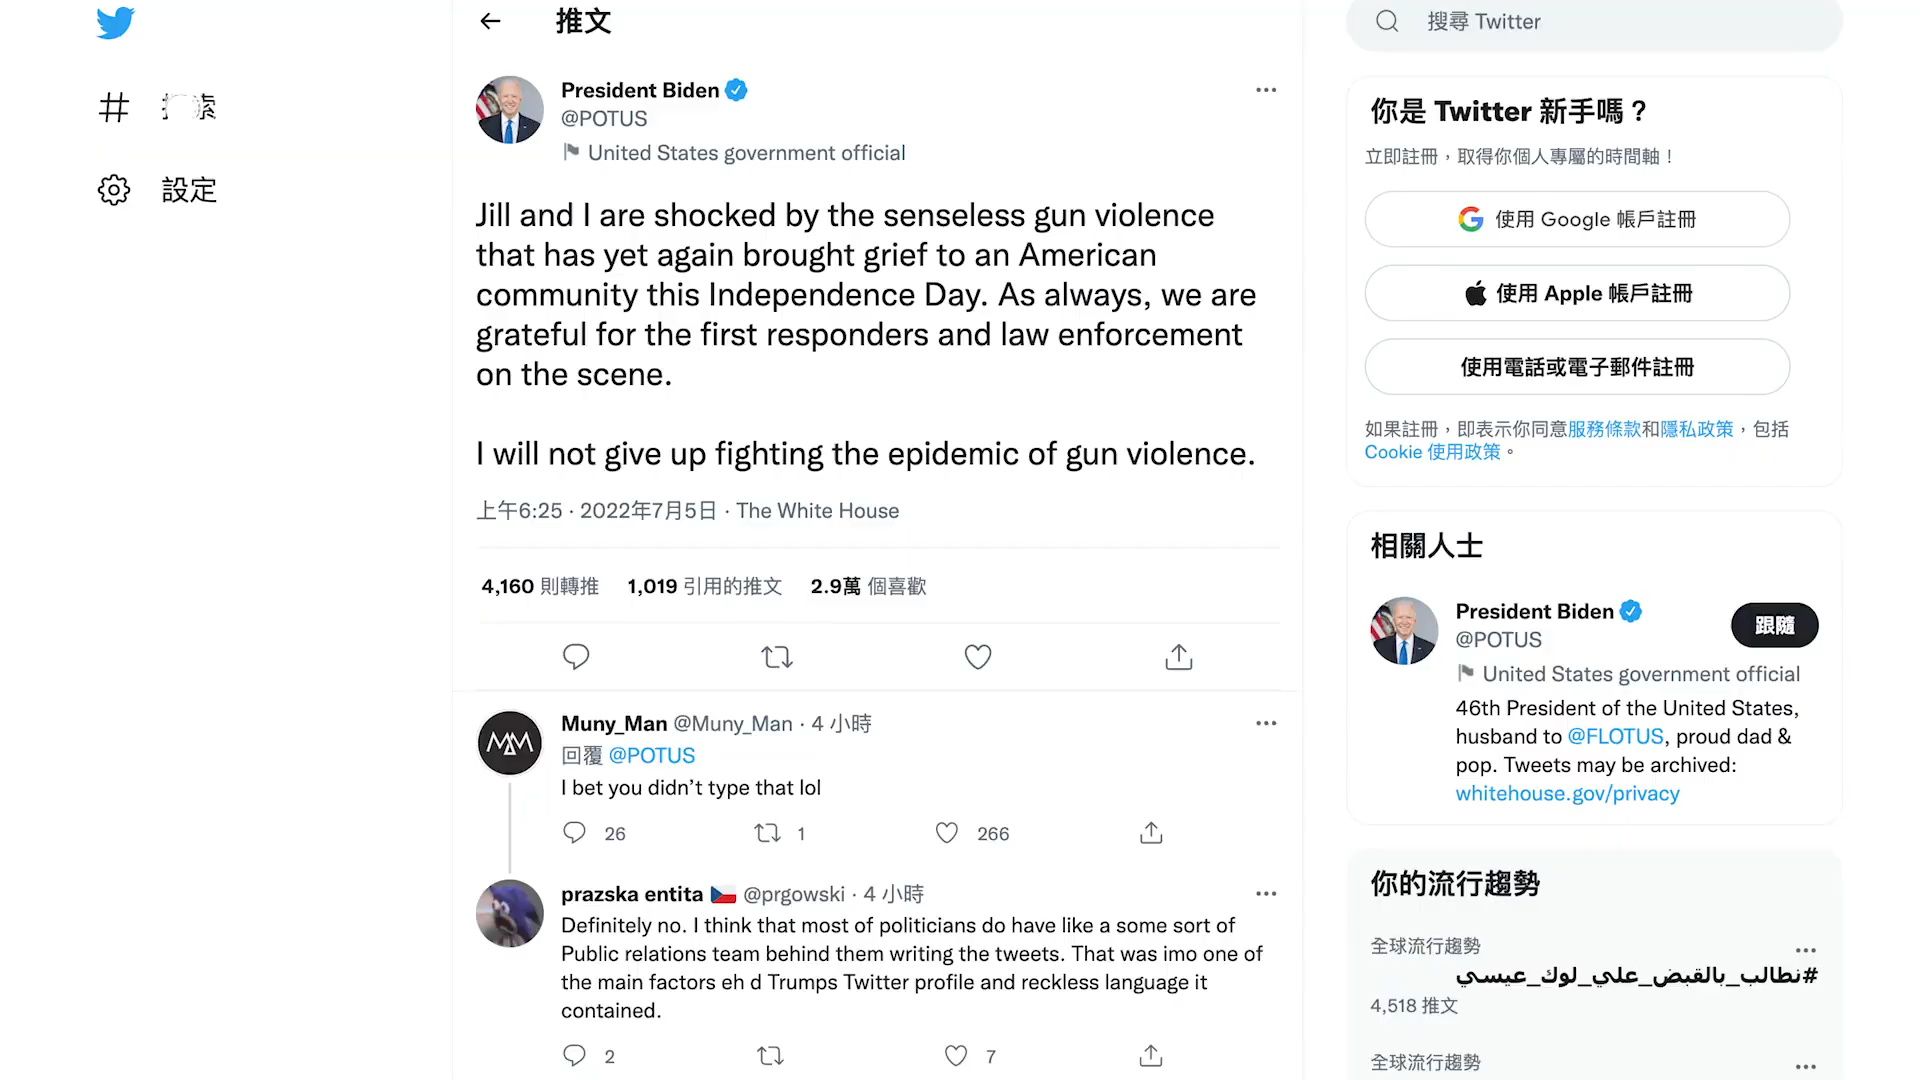 推文
搜尋 Twitter
索
設定
President Biden
@POTUS
United States government official
Jill and I are shocked by the senseless gun violence
that has yet again brought grief to an American
community this Independence Day. As always, we are
grateful for the first responders and law enforcement
on the scene.
I will not give up fighting the epidemic of gun violence.
上午6:25 · 2022年7月5日 · The White House
4,160 則轉推 1,019 引用的推文 2.9萬 個喜歡
Muny_Man @Muny_Man · 4 小時
回覆 @POTUS
I bet you didn’t type that lol
26 1 266
prazska entita @prgowski · 4 小時
Definitely no. I think that most of politicians do have like a some sort of
Public relations team behind them writing the tweets. That was imo one of
the main factors eh d Trumps Twitter profile and reckless language it
contained.
2 7
你是 Twitter 新手嗎？
立即註冊，取得你個人專屬的時間軸！
使用 Google 帳戶註冊
使用 Apple 帳戶註冊
使用電話或電子郵件註冊
如果註冊，即表示你同意服務條款和隱私政策，包括
Cookie 使用政策。
相關人士
President Biden
@POTUS
跟隨
United States government official
46th President of the United States,
husband to @FLOTUS, proud dad &
pop. Tweets may be archived:
whitehouse.gov/privacy
你的流行趨勢
全球流行趨勢
#نطالب_بالقبض_علي_لوك_عيسي
4,518 推文
全球流行趨勢